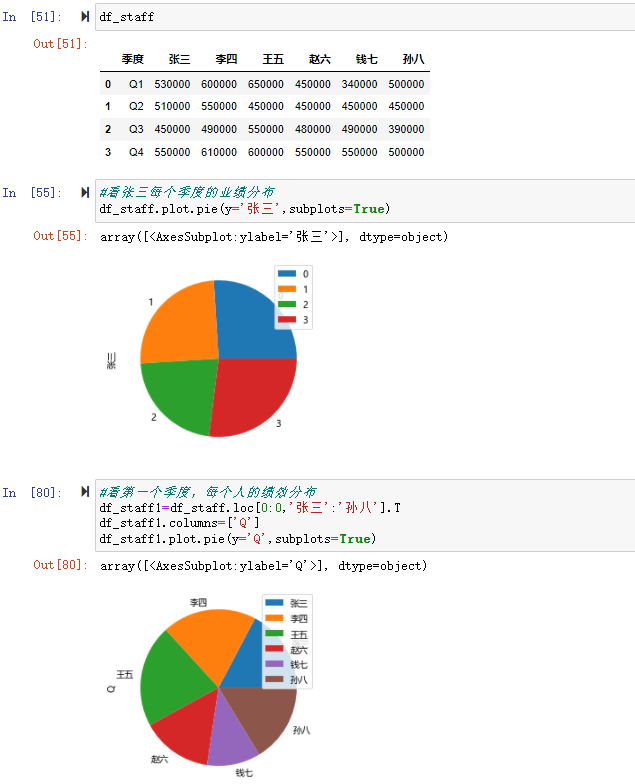 In [51]: df_staff
Out[51]:
季度 张三 李四 王五 赵六 钱七 孙八
0 Q1 530000 600000 650000 450000 340000 500000
1 Q2 510000 550000 450000 450000 450000 450000
2 Q3 450000 490000 550000 480000 490000 390000
3 Q4 550000 610000 600000 550000 550000 500000
In [55]: #看张三每个季度的业绩分布
df_staff.plot.pie(y='张三',subplots=True)
Out[55]: array([<AxesSubplot:ylabel='张三'>], dtype=object)
0
1
2
3
1
张三
2
3
In [80]: #看第一个季度，每个人的绩效分布
df_staff1=df_staff.loc[0:0,'张三':'孙八'].T
df_staff1.columns=['Q']
df_staff1.plot.pie(y='Q',subplots=True)
Out[80]: array([<AxesSubplot:ylabel='Q'>], dtype=object)
李四
张三
李四
王五
赵六
钱七
孙八
王五
Q
孙八
赵六
钱七